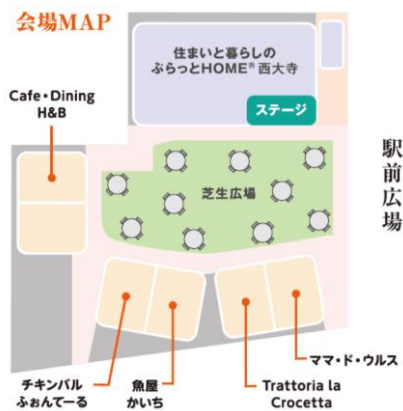 会場MAP
住まいと暮らしの
ぷらっとHOME® 西大寺
ステージ
Cafe・Dining
H&B
芝生広場
駅前広場
チキンバル
ふぉんてーる
魚屋
かいち
Trattoria la
Crocetta
ママ・ド・ウルス